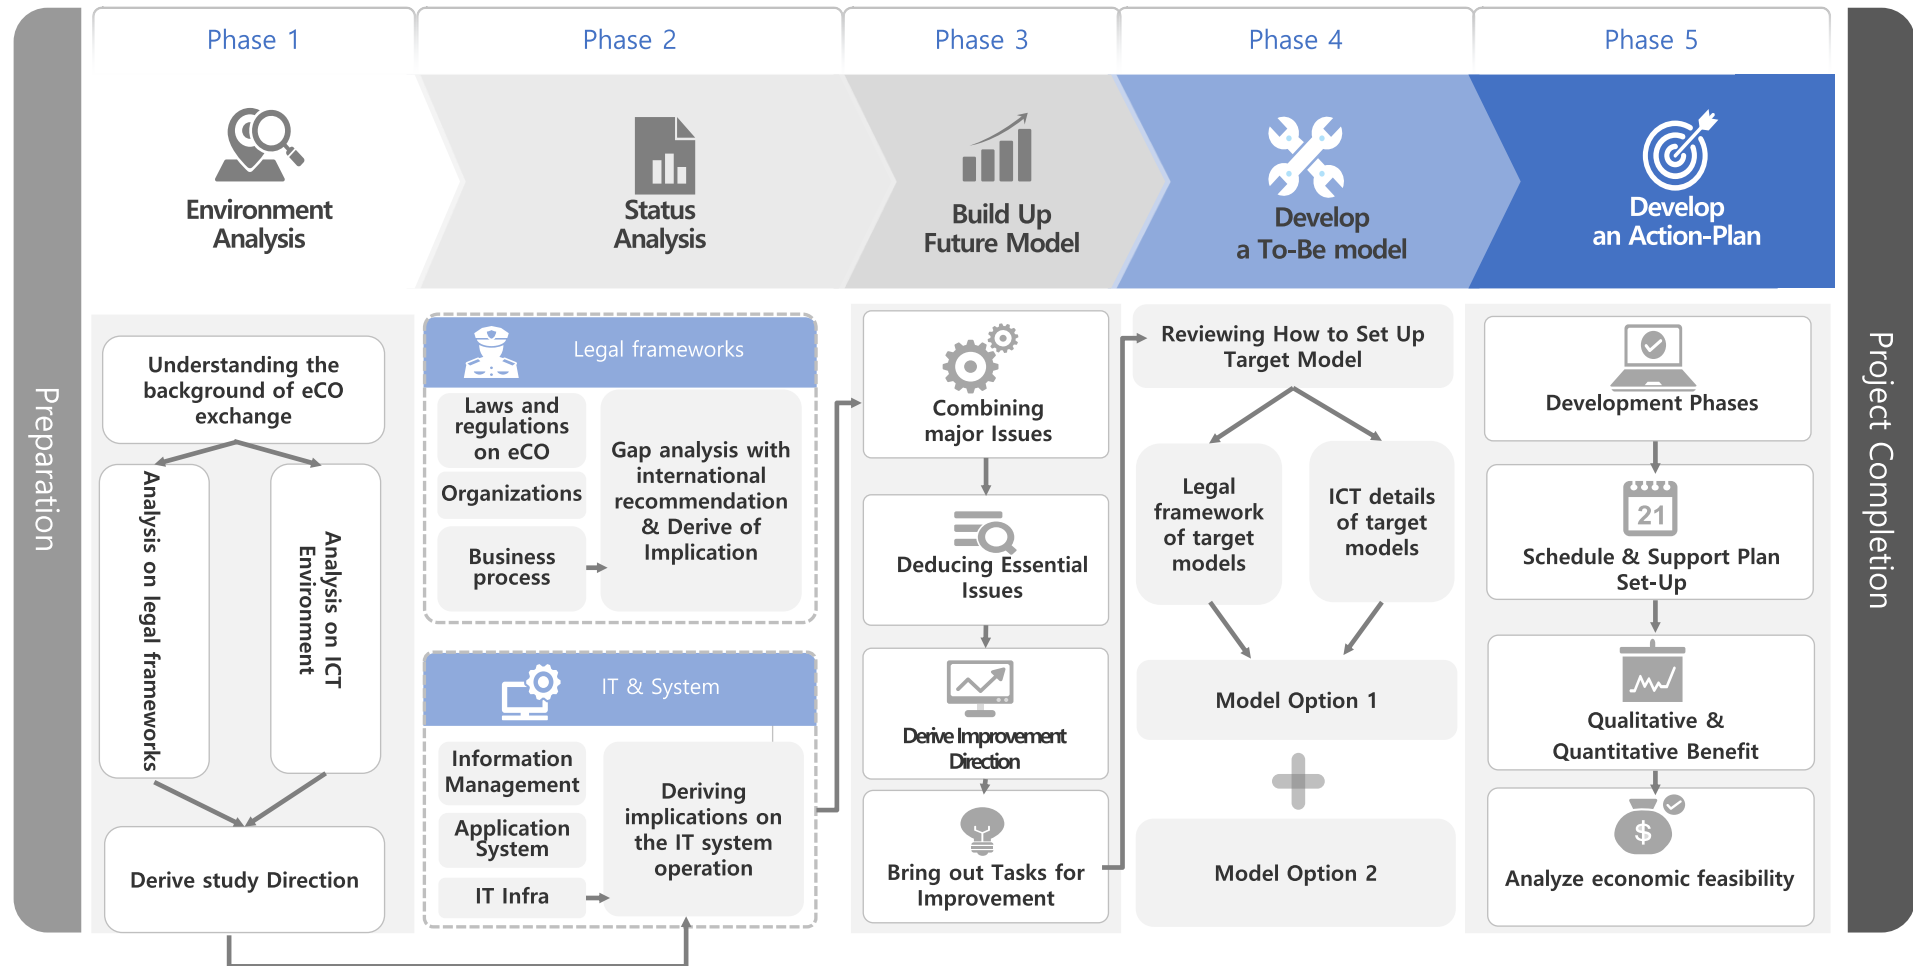 Preparation
Phase 1
Phase 2
Phase 3
Phase 4
Phase 5
Project Completion
Environment
Analysis
Status
Analysis
Build Up
Future Model
Develop
a To-Be model
Develop
an Action-Plan
Understanding the
background of eCO
exchange
Analysis on legal frameworks
Analysis on ICT
Environment
Derive study Direction
Legal frameworks
Laws and
regulations
on eCO
Organizations
Business
process
Gap analysis with
international
recommendation
& Derive of
Implication
IT & System
Information
Management
Application
System
IT Infra
Deriving
implications on
the IT system
operation
Combining
major Issues
Deducing Essential
Issues
Derive Improvement
Direction
Bring out Tasks for
Improvement
Reviewing How to Set Up
Target Model
Legal
framework
of target
models
ICT details
of target
models
Model Option 1
Model Option 2
Development Phases
21
Schedule & Support Plan
Set-Up
Qualitative &
Quantitative Benefit
$
Analyze economic feasibility